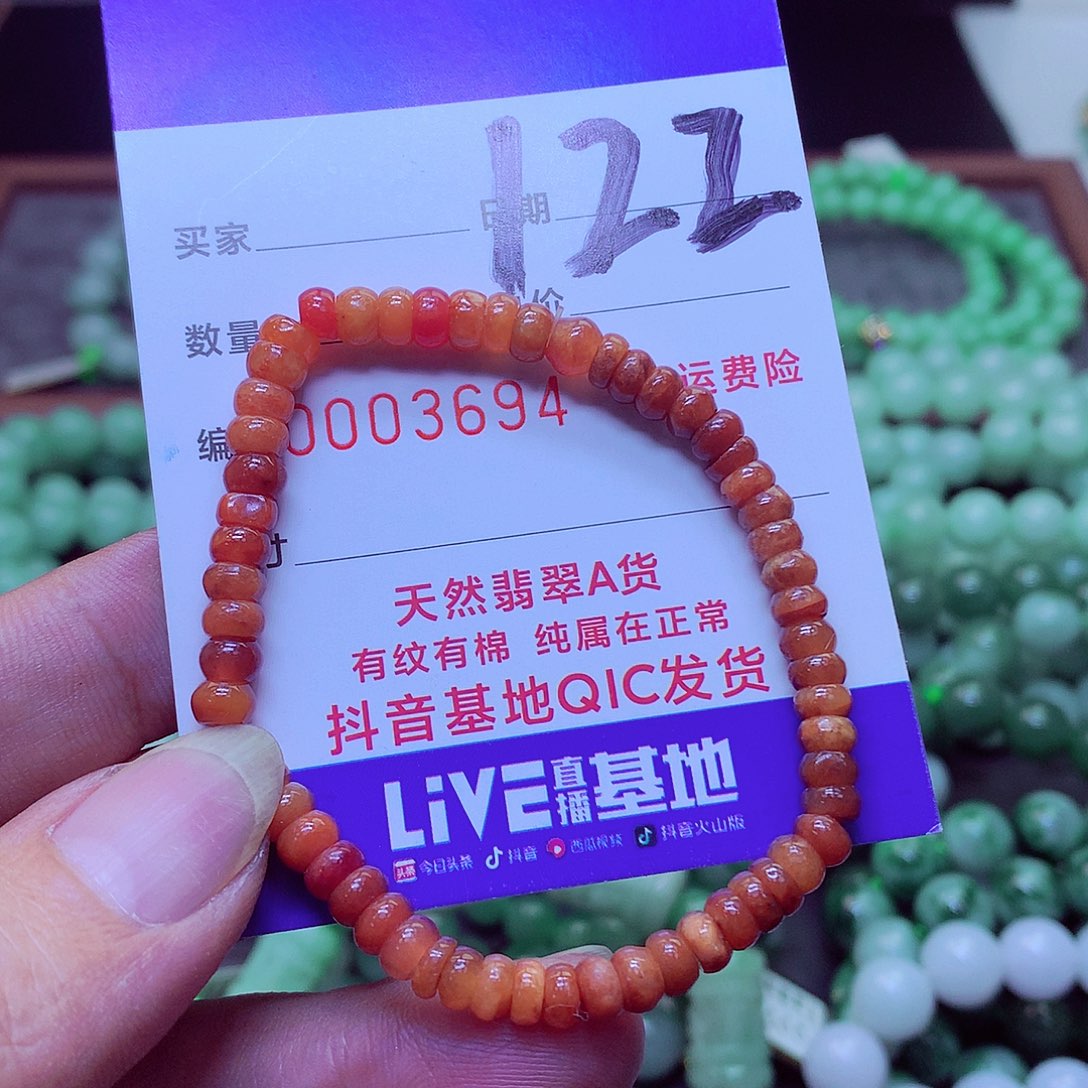 122
买家 日期
数量 价
编 0003694 运费险
寸
天然翡翠A货
有纹有棉 纯属在正常
抖音基地QIC发货
LiVE直播基地
头条 今日头条 抖音 西瓜视频 抖音火山版